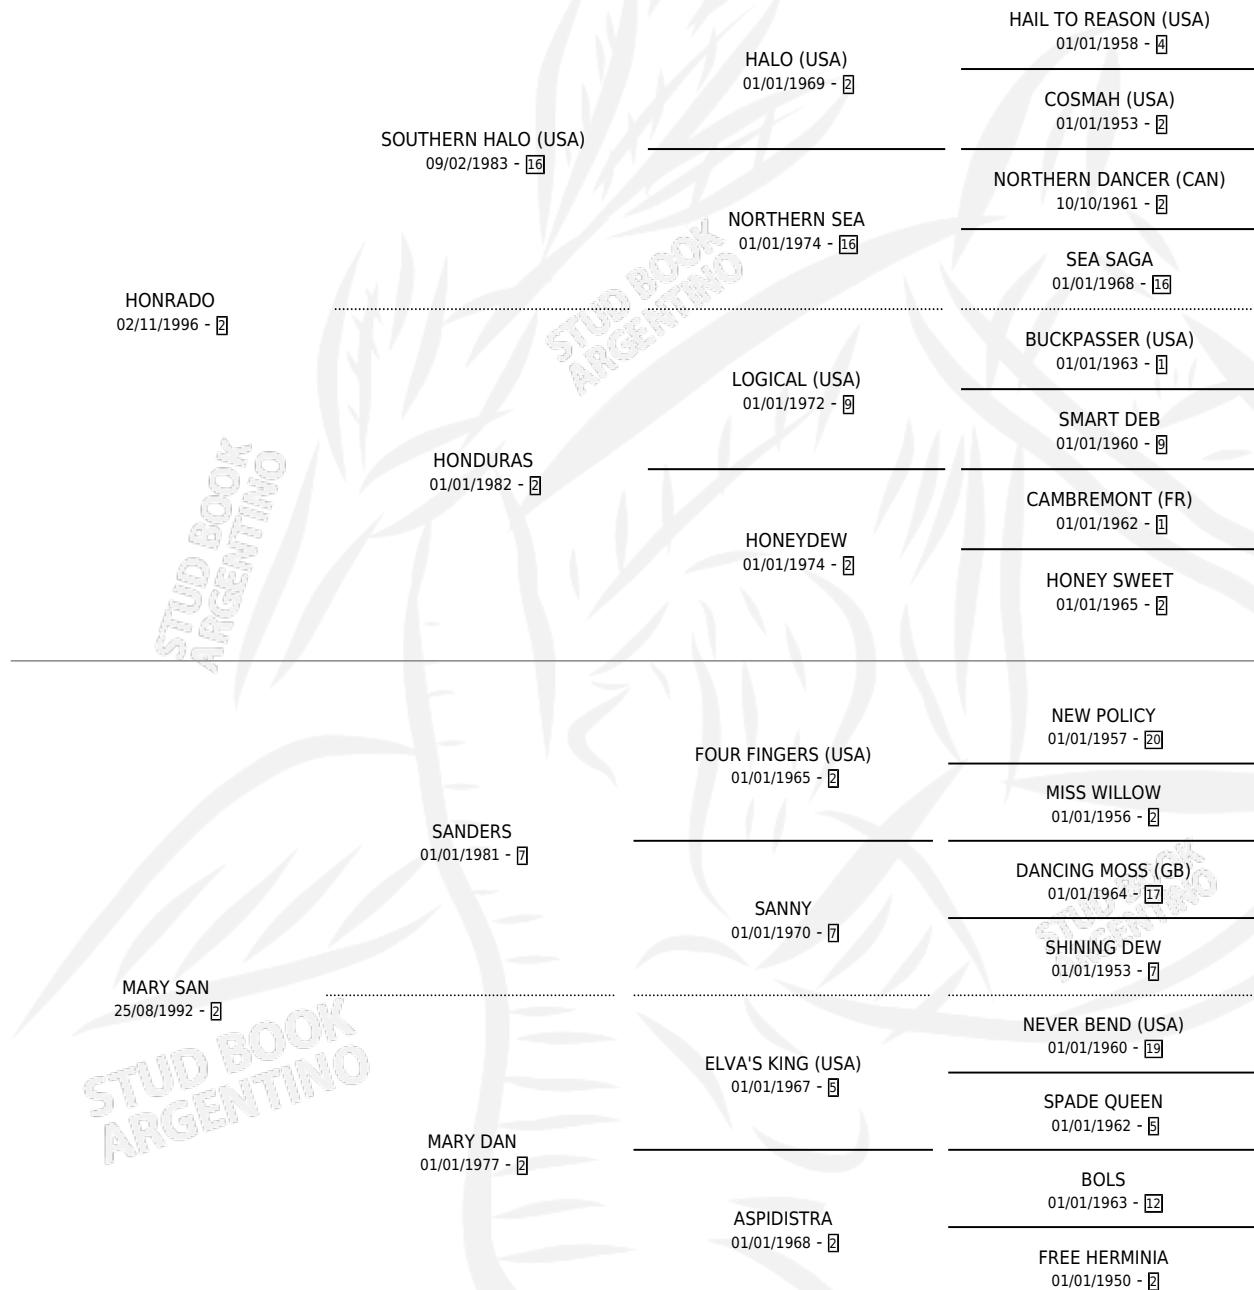 HAIL TO REASON (USA)
01/01/1958 - 4
HALO (USA)
01/01/1969 - 2
COSMAH (USA)
01/01/1953 - 2
SOUTHERN HALO (USA)
09/02/1983 - 16
NORTHERN DANCER (CAN)
10/10/1961 - 2
NORTHERN SEA
01/01/1974 - 16
SEA SAGA
01/01/1968 - 16
HONRADO
02/11/1996 - 2
BUCKPASSER (USA)
01/01/1963 - 1
LOGICAL (USA)
01/01/1972 - 9
SMART DEB
01/01/1960 - 9
HONDURAS
01/01/1982 - 2
CAMBREMONT (FR)
01/01/1962 - 1
HONEYDEW
01/01/1974 - 2
HONEY SWEET
01/01/1965 - 2
NEW POLICY
01/01/1957 - 20
FOUR FINGERS (USA)
01/01/1965 - 2
MISS WILLOW
01/01/1956 - 2
SANDERS
01/01/1981 - 7
DANCING MOSS (GB)
01/01/1964 - 17
SANNY
01/01/1970 - 7
SHINING DEW
01/01/1953 - 7
MARY SAN
25/08/1992 - 2
NEVER BEND (USA)
01/01/1960 - 19
ELVA'S KING (USA)
01/01/1967 - 5
SPADE QUEEN
01/01/1962 - 5
MARY DAN
01/01/1977 - 2
BOLS
01/01/1963 - 12
ASPIDISTRA
01/01/1968 - 2
FREE HERMINIA
01/01/1950 - 2
STUD BOOK
ARGENTINO
STUD BOOK
ARGENTINO
STUD BOOK
ARGENTINO
STUD BOOK
ARGENTINO